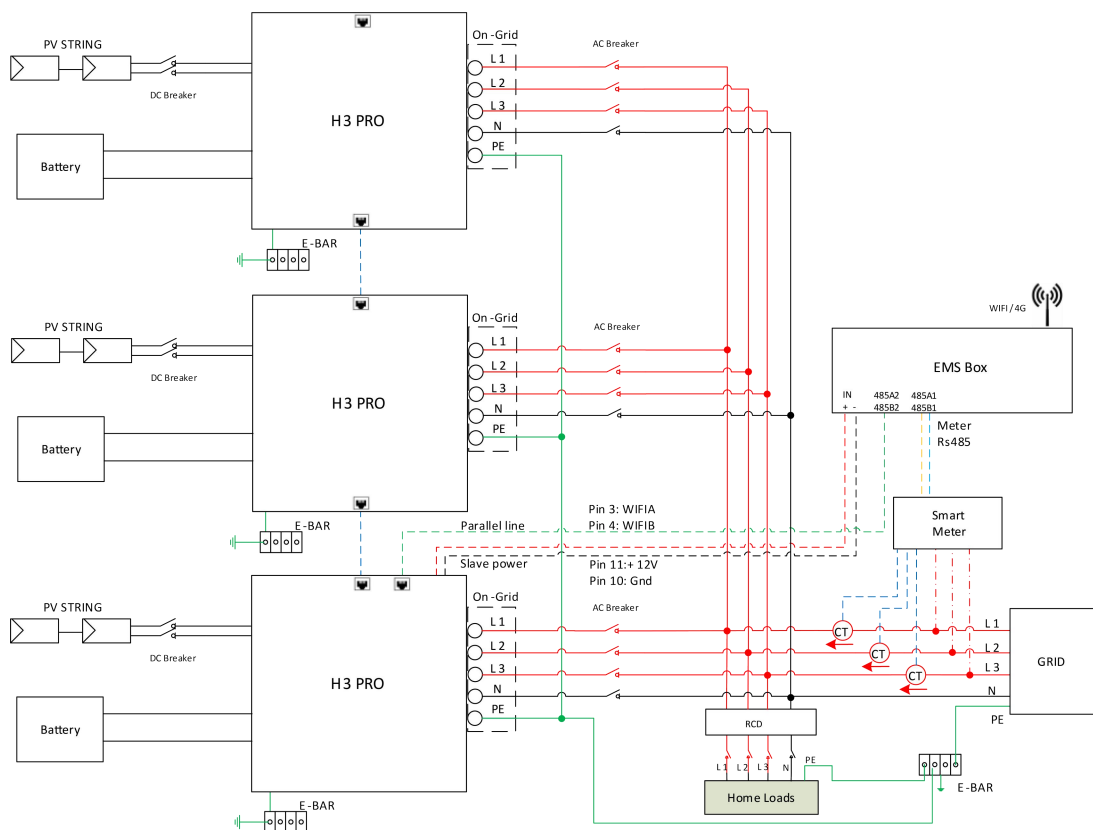 On -Grid
PV STRING
DC Breaker
Battery
H3 PRO
L 1
L 2
L 3
N
PE
AC Breaker
E -BAR
On -Grid
PV STRING
DC Breaker
Battery
H3 PRO
L 1
L 2
L 3
N
PE
AC Breaker
E -BAR
WIFI / 4G
EMS Box
IN
+ -
485A2
485B2
485A1
485B1
Meter
Rs485
Smart
Meter
Parallel line
Pin 3: WIFIA
Pin 4: WIFIB
Slave power
Pin 11:+ 12V
Pin 10: Gnd
On -Grid
PV STRING
DC Breaker
Battery
H3 PRO
L 1
L 2
L 3
N
PE
AC Breaker
E -BAR
CT
CT
CT
L 1
L 2
L 3
N
PE
GRID
RCD
L 1
L 2
L 3
N
PE
Home Loads
E -BAR